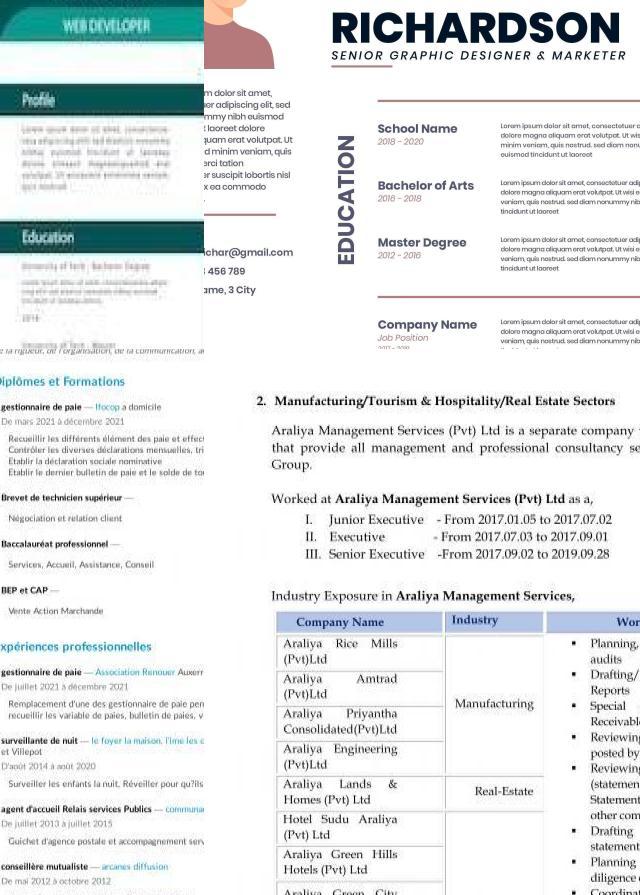 WEB DEVELOPER
Profile
Education
University of Tech, Bachelor Degree
2014
RICHARDSON
SENIOR GRAPHIC DESIGNER & MARKETER
m dolor sit amet,
uer adipiscing elit, sed
mmy nibh euismod
t laoreet dolore
quam erat volutpat. Ut
d minim veniam, quis
erci tation
er suscipit lobortis nisl
x ea commodo
ichar@gmail.com
456 789
ame, 3 City
EDUCATION
School Name
2018 - 2020
Lorem ipsum dolor sit amet, consectetuer a
dolore magna aliquam erat volutpat. Ut wisi e
minim veniam, quis nostrud. sed diam nonum
euismod tincidunt ut laoreet
Bachelor of Arts
2016 - 2018
Lorem ipsum dolor sit amet, consectetuer adip
dolore magna aliquam erat volutpat. Ut wisi
veniam, quis nostrud. sed diam nonummy nib
tincidunt ut laoreet
Master Degree
2012 - 2016
Lorem ipsum dolor sit amet, consectetuer adip
dolore magna aliquam erat volutpat. Ut wisi
veniam, quis nostrud. sed diam nonummy nib
tincidunt ut laoreet
Company Name
Job Position
Lorem ipsum dolor sit amet, consectetuer adip
dolore magna aliquam erat volutpat. Ut wisi
veniam, quis nostrud. sed diam nonummy nib
e la rigueur, de l'organisation, de la communication, a
Diplômes et Formations
gestionnaire de paie — Ifocop a domicile
De mars 2021 à décembre 2021
Recueillir les différents élément des paie et effec
Contrôler les diverses déclarations mensuelles, tri
Etablir la déclaration sociale nominative
Etablir le dernier bulletin de paie et le solde de to
Brevet de technicien supérieur —
Négociation et relation client
Baccalauréat professionnel —
Services, Accueil, Assistance, Conseil
BEP et CAP —
Vente Action Marchande
xpériences professionnelles
gestionnaire de paie — Association Renouer Auxerr
De juillet 2021 à décembre 2021
Remplacement d'une des gestionnaire de paie pen
recueillir les variable de paies, bulletin de paies, v
surveillante de nuit — le foyer la maison, l'ime les c
et Villepot
D'août 2014 à août 2020
Surveiller les enfants la nuit, Réveiller pour qu?ils
agent d'accueil Relais services Publics — communa
De juillet 2013 à juillet 2015
Guichet d'agence postale et accompagnement serv
conseillère mutualiste — arcanes diffusion
De mai 2012 à octobre 2012
2. Manufacturing/Tourism & Hospitality/Real Estate Sectors
Araliya Management Services (Pvt) Ltd is a separate company
that provide all management and professional consultancy se
Group.
Worked at Araliya Management Services (Pvt) Ltd as a,
I. Junior Executive - From 2017.01.05 to 2017.07.02
II. Executive - From 2017.07.03 to 2017.09.01
III. Senior Executive -From 2017.09.02 to 2019.09.28
Industry Exposure in Araliya Management Services,
Company Name Industry Wor
Araliya Rice Mills
(Pvt)Ltd
Araliya Amtrad
(Pvt)Ltd
Araliya Priyantha
Consolidated(Pvt)Ltd
Araliya Engineering
(Pvt)Ltd
Manufacturing
Araliya Lands &
Homes (Pvt) Ltd
Real-Estate
Hotel Sudu Araliya
(Pvt) Ltd
Araliya Green Hills
Hotels (Pvt) Ltd
Araliya Green City
▪ Planning,
audits
▪ Drafting/
Reports
▪ Special
Receivabl
▪ Reviewing
posted by
▪ Reviewing
(statemen
Statement
other com
▪ Drafting
statement
▪ Planning
diligence
▪ Coordina